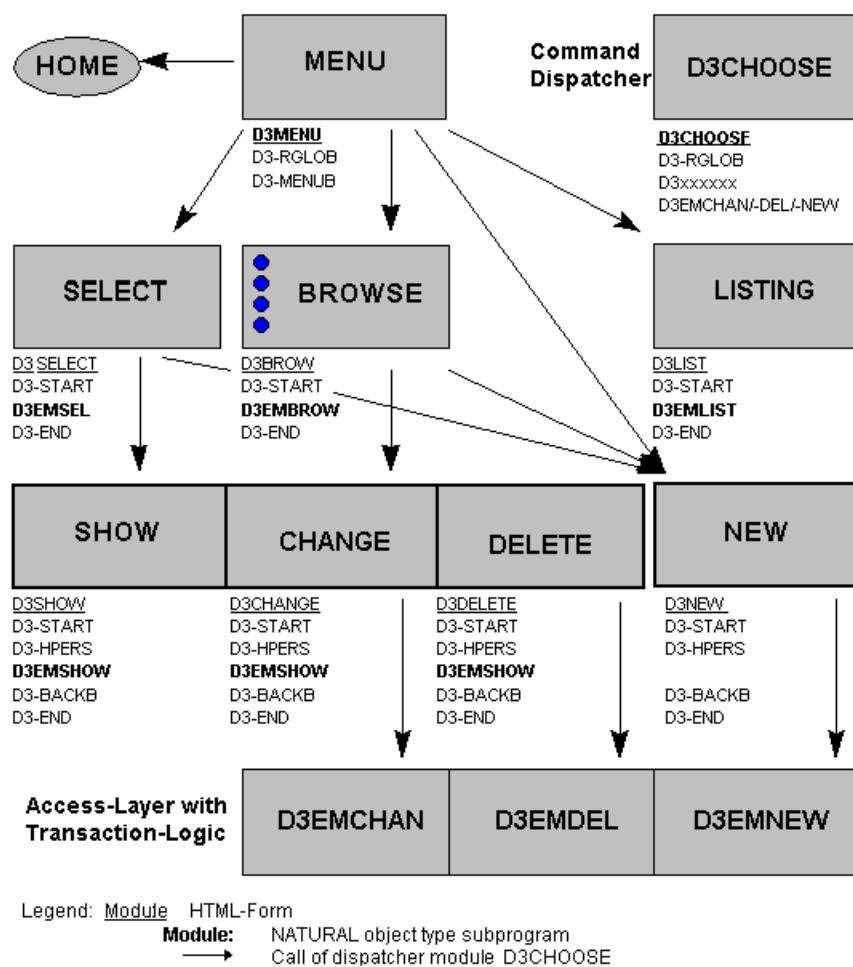 HOME
MENU
Command
Dispatcher
D3CHOOSE
D3MENU
D3-RGLOB
D3-MENUB
D3CHOOSE
D3-RGLOB
D3xxxxxx
D3EMCHAN/-DEL/-NEW
SELECT
BROWSE
LISTING
D3SELECT
D3-START
D3EMSEL
D3-END
D3BROW
D3-START
D3EMBROW
D3-END
D3LIST
D3-START
D3EMLIST
D3-END
SHOW
CHANGE
DELETE
NEW
D3SHOW
D3-START
D3-HPERS
D3EMSHOW
D3-BACKB
D3-END
D3CHANGE
D3-START
D3-HPERS
D3EMSHOW
D3-BACKB
D3-END
D3DELETE
D3-START
D3-HPERS
D3EMSHOW
D3-BACKB
D3-END
D3NEW
D3-START
D3-HPERS
D3-BACKB
D3-END
Access-Layer with
Transaction-Logic
D3EMCHAN
D3EMDEL
D3EMNEW
Legend: Module HTML-Form
Module: NATURAL object type subprogram
Call of dispatcher module D3CHOOSE